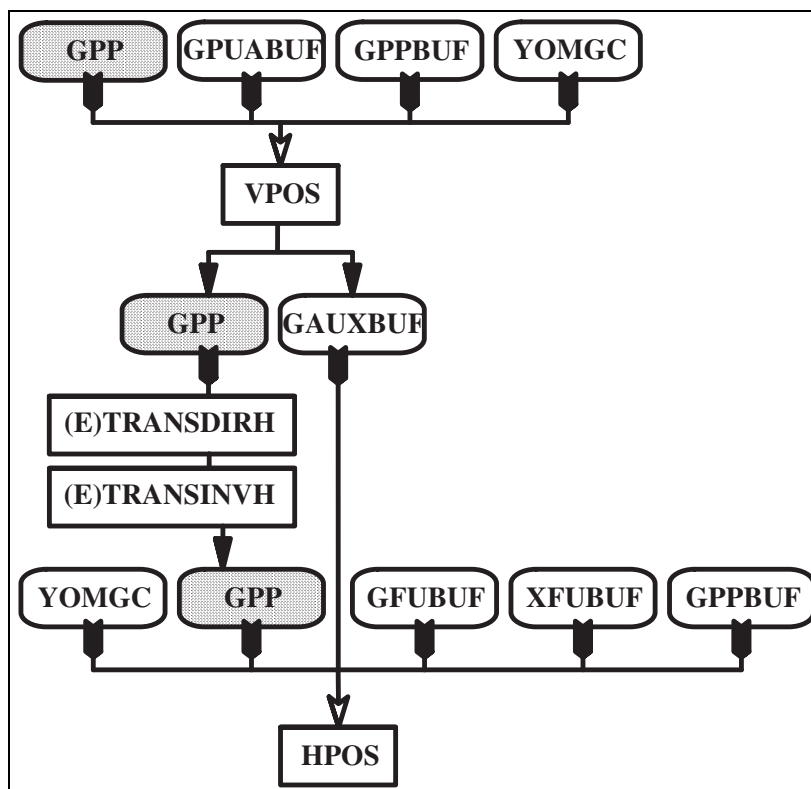 GPP GPUABUF GPPBUF YOMGC
VPOS
GPP GAUXBUF
(E)TRANSDIRH
(E)TRANSINVH
YOMGC GPP GFUBUF XFUBUF GPPBUF
HPOS